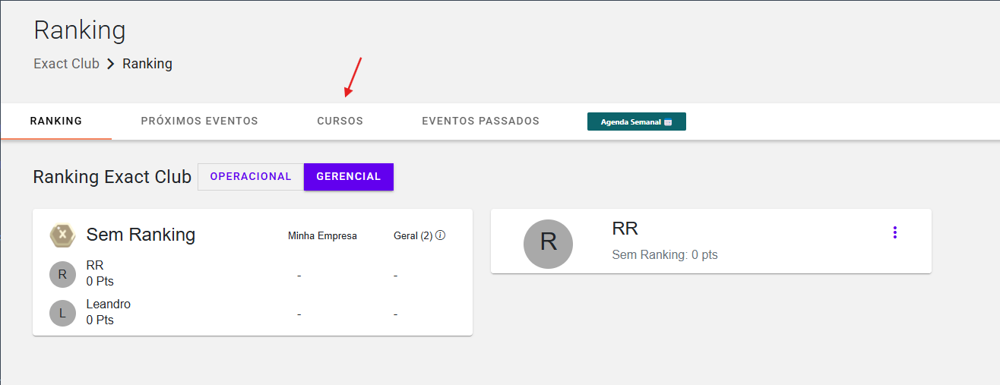 Ranking
Exact Club > Ranking
RANKING PRÓXIMOS EVENTOS CURSOS EVENTOS PASSADOS Agenda Semanal
Ranking Exact Club OPERACIONAL GERENCIAL
Sem Ranking Minha Empresa Geral (2)
R RR - -
0 Pts
L Leandro - -
0 Pts
R RR
Sem Ranking: 0 pts